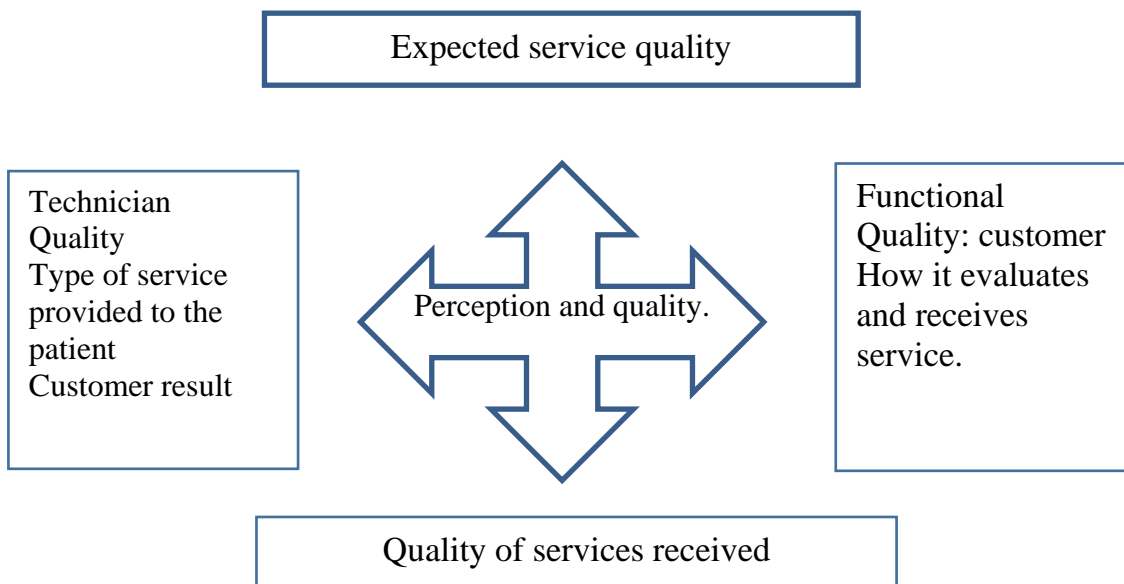 Expected service quality
Technician
Quality
Type of service
provided to the
patient
Customer result
Perception and quality.
Functional
Quality: customer
How it evaluates
and receives
service.
Quality of services received